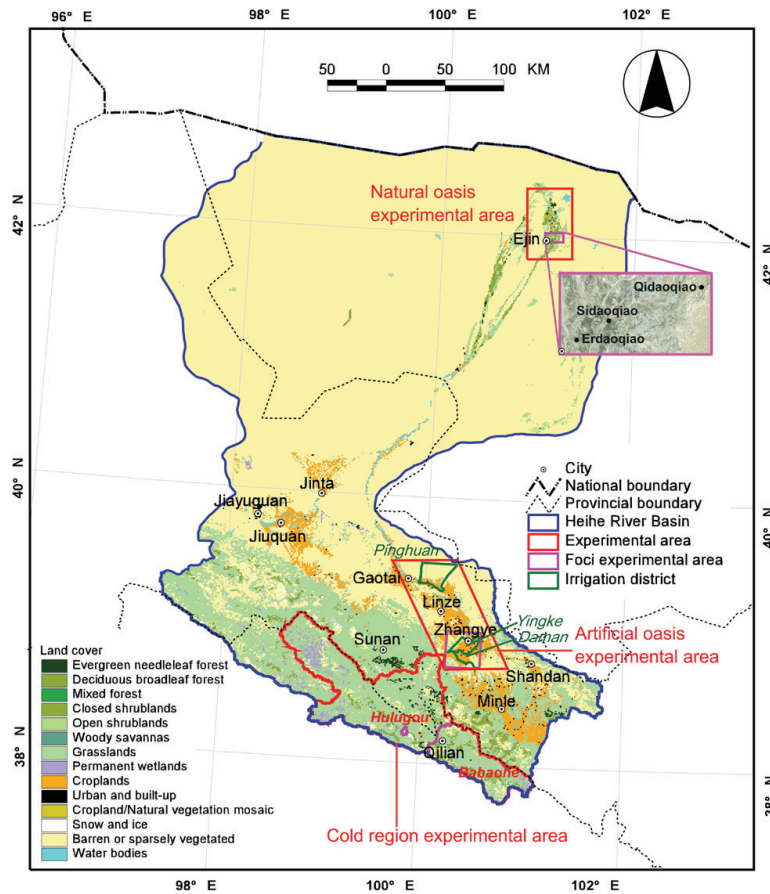 96° E
98° E
100° E
102° E
50 0 50 100 KM
42° N
42° N
Natural oasis
experimental area
Ejin
Qidaoqiao
Sidaoqiao
Erdaoqiao
40° N
40° N
Jinta
Jiayuguan
Jiuquan
City
National boundary
Provincial boundary
Heihe River Basin
Experimental area
Foci experimental area
Irrigation district
Pinghuan
Gaotai
Linze
Yingke
Zhangye
Daman
Artificial oasis
experimental area
Sunan
Shandan
Minle
Hulugou
Qilian
Babaohe
Cold region experimental area
38° N
38° N
Land cover
Evergreen needleleaf forest
Deciduous broadleaf forest
Mixed forest
Closed shrublands
Open shrublands
Woody savannas
Grasslands
Permanent wetlands
Croplands
Urban and built-up
Cropland/Natural vegetation mosaic
Snow and ice
Barren or sparsely vegetated
Water bodies
98° E
100° E
102° E